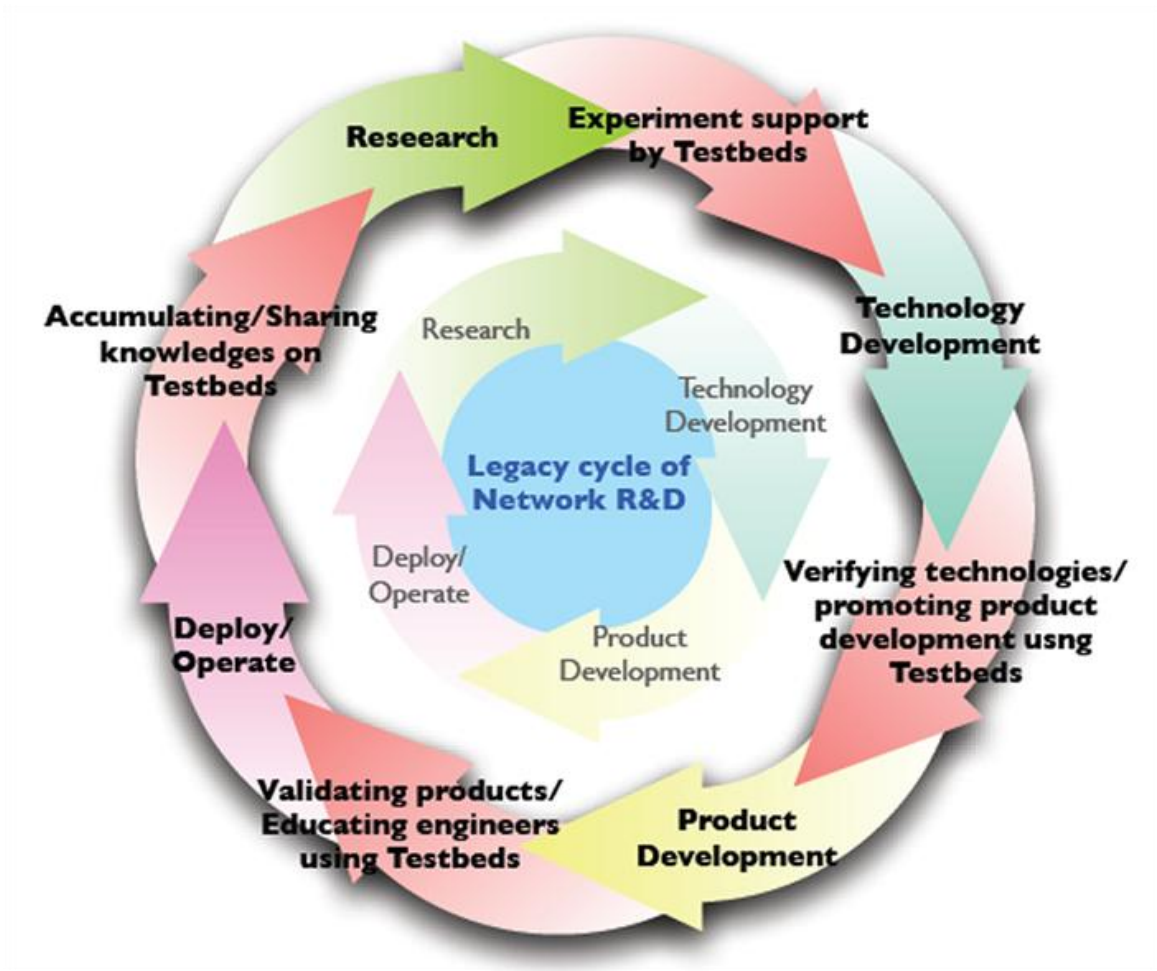 Reseearch
Experiment support
by Testbeds
Technology
Development
Verifying technologies/
promoting product
development usng
Testbeds
Product
Development
Validating products/
Educating engineers
using Testbeds
Deploy/
Operate
Accumulating/Sharing
knowledges on
Testbeds
Research
Technology
Development
Product
Development
Deploy/
Operate
Legacy cycle of
Network R&D